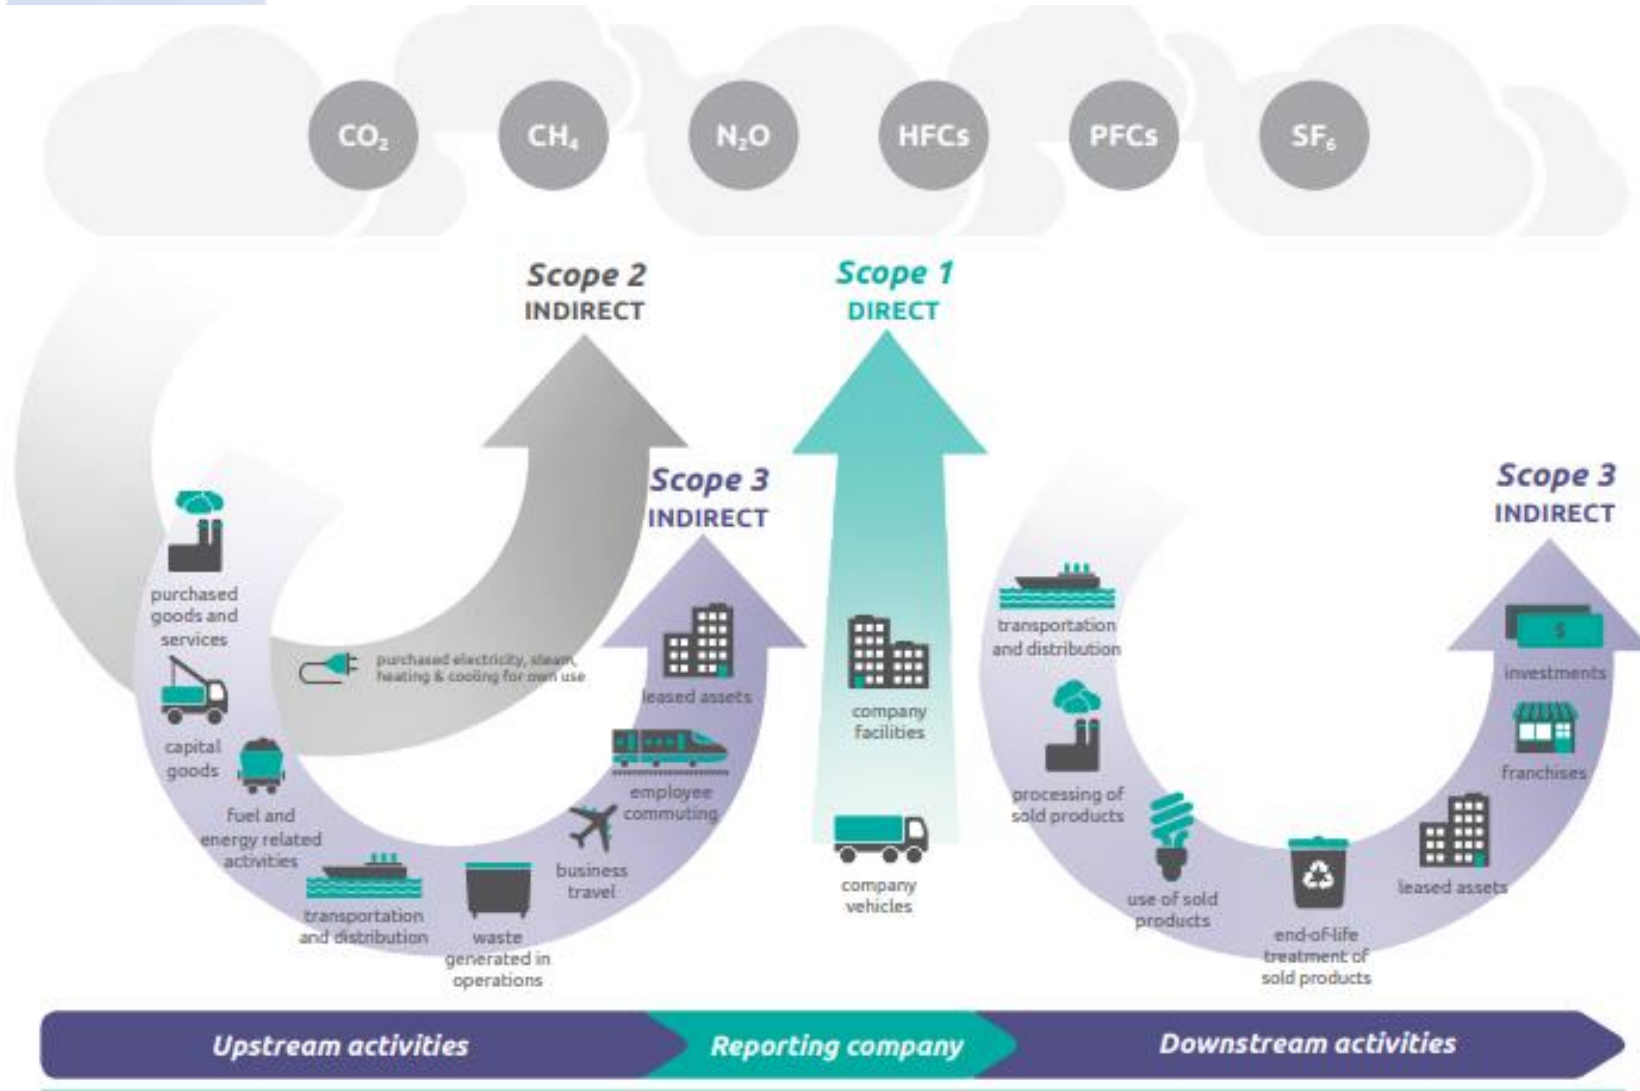 CO₂
CH₄
N₂O
HFCs
PFCs
SF₆
Scope 2
INDIRECT
Scope 1
DIRECT
Scope 3
INDIRECT
Scope 3
INDIRECT
purchased
goods and
services
capital
goods
fuel and
energy related
activities
transportation
and distribution
waste
generated in
operations
business
travel
employee
commuting
leased assets
purchased electricity, steam,
heating & cooling for own use
company
facilities
company
vehicles
transportation
and distribution
processing of
sold products
use of sold
products
end-of-life
treatment of
sold products
leased assets
franchises
$
investments
Upstream activities
Reporting company
Downstream activities